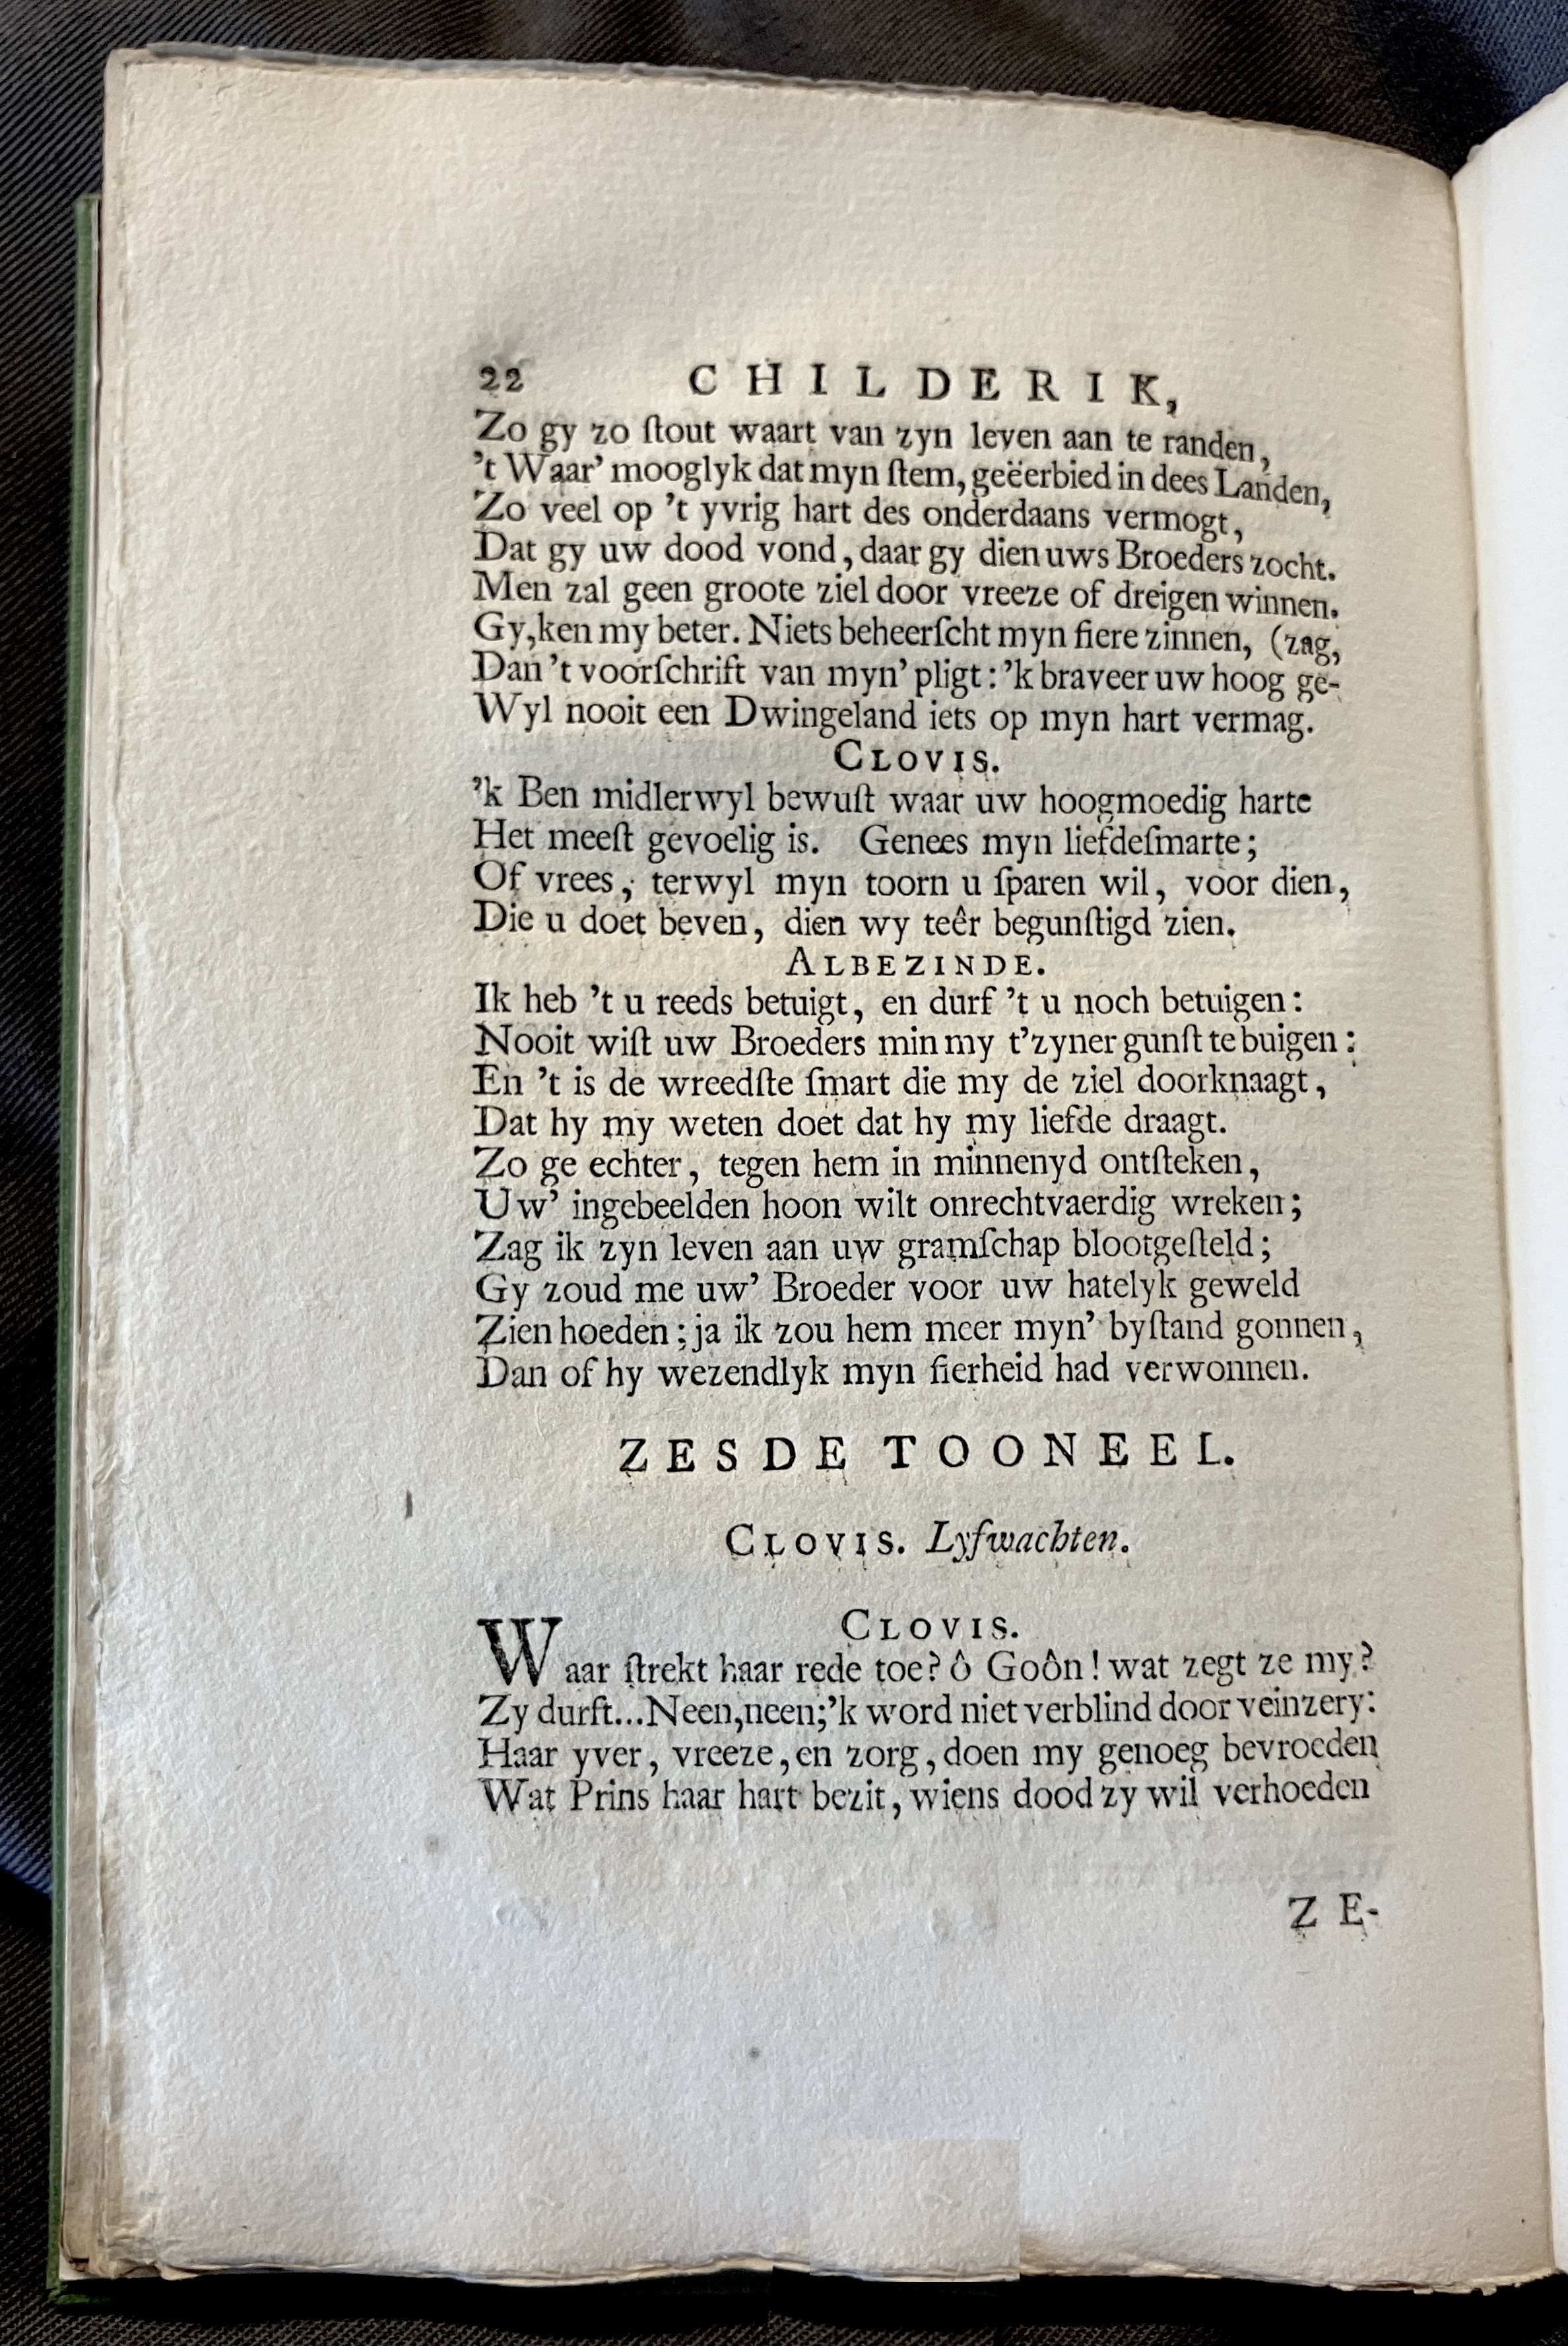 22 CHILDERIK,
Zo gy zo ſtout waart van zyn leven aan te randen,
't Waar' mooglyk dat myn ſtem, geëerbied in dees Landen,
Zo veel op 't yvrig hart des onderdaans vermogt,
Dat gy uw dood vond, daar gy dien uws Broeders zocht.
Men zal geen groote ziel door vreeze of dreigen winnen.
Gy, ken my beter. Niets beheerſcht myn fiere zinnen, (zag,
Dan 't voorſchrift van myn' pligt: 'k braveer uw hoog ge-
Wyl nooit een Dwingeland iets op myn hart vermag.
CLOVIS.
'k Ben midlerwyl bewuſt waar uw hoogmoedig harte
Het meeſt gevoelig is. Genees myn liefdeſmarte;
Of vrees, terwyl myn toorn u ſparen wil, voor dien,
Die u doet beven, dien wy teêr begunſtigd zien.
ALBEZINDE.
Ik heb 't u reeds betuigt, en durf 't u noch betuigen:
Nooit wiſt uw Broeders min my t'zyner gunſt te buigen:
En 't is de wreedſte ſmart die my de ziel doorknaagt,
Dat hy my weten doet dat hy my liefde draagt.
Zo ge echter, tegen hem in minnenyd ontſteken,
Uw' ingebeelden hoon wilt onrechtvaerdig wreken;
Zag ik zyn leven aan uw gramſchap blootgeſteld;
Gy zoud me uw' Broeder voor uw hatelyk geweld
Zien hoeden; ja ik zou hem meer myn' byſtand gonnen,
Dan of hy wezendlyk myn fierheid had verwonnen.
ZESDE TOONEEL.
CLOVIS. Lyfwachten.
CLOVIS.
Waar ſtrekt haar rede toe? ô Goôn! wat zegt ze my?
Zy durft... Neen, neen; 'k word niet verblind door veinzery:
Haar yver, vreeze, en zorg, doen my genoeg bevroeden
Wat Prins haar hart bezit, wiens dood zy wil verhoeden
ZE-